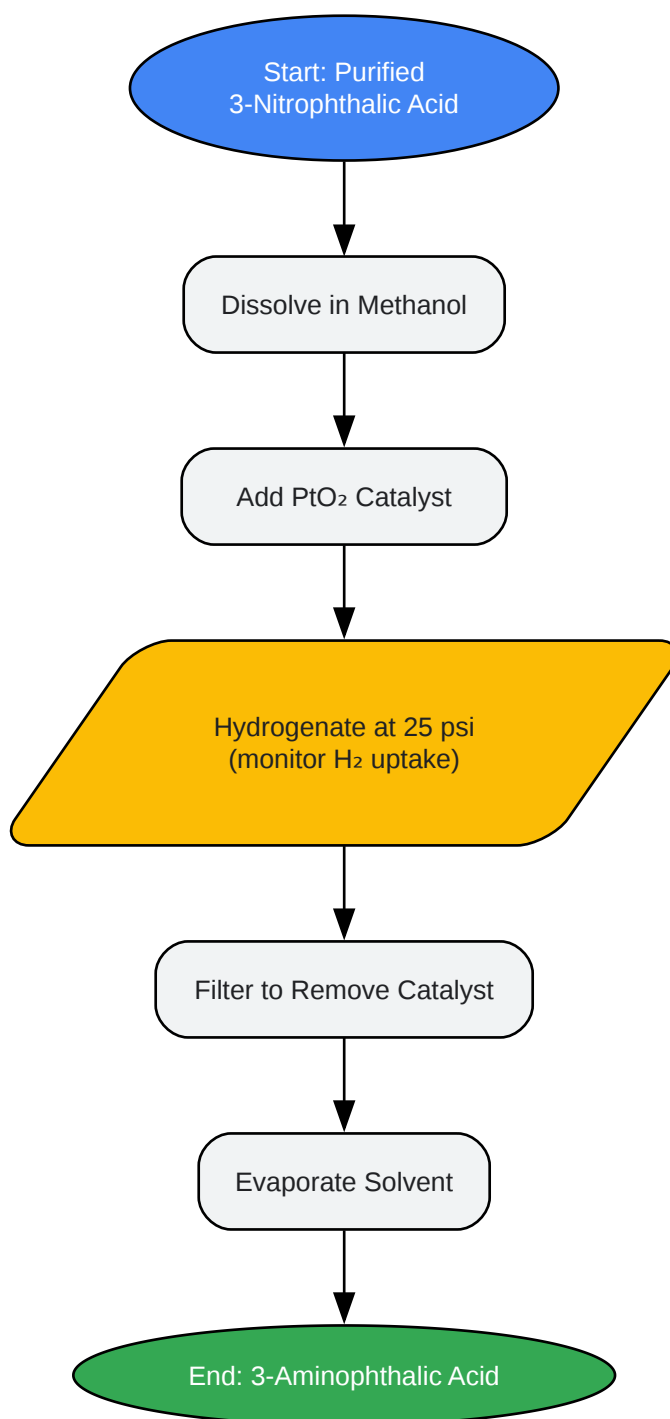 Start: Purified
3-Nitrophthalic Acid
Dissolve in Methanol
Add PtO₂ Catalyst
Hydrogenate at 25 psi
(monitor H₂ uptake)
Filter to Remove Catalyst
Evaporate Solvent
End: 3-Aminophthalic Acid